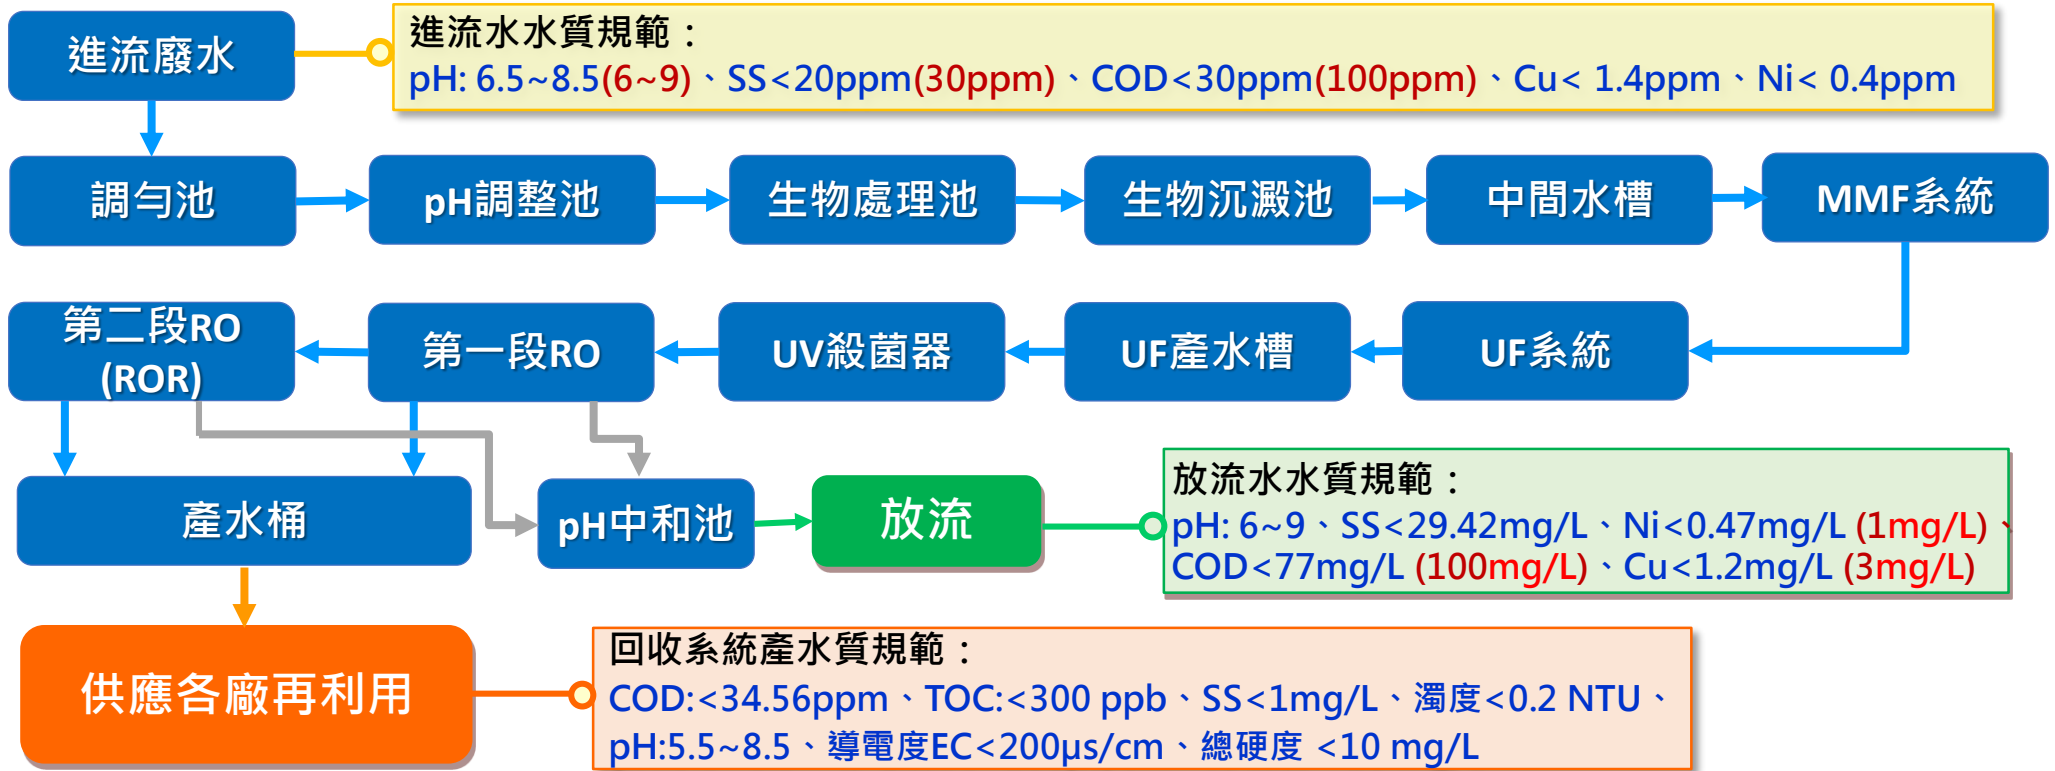 進流廢水
進流水水質規範：
pH: 6.5~8.5(6~9)、SS<20ppm(30ppm)、COD<30ppm(100ppm)、Cu< 1.4ppm、Ni< 0.4ppm
調勻池
pH調整池
生物處理池
生物沉澱池
中間水槽
MMF系統
第二段RO
(ROR)
第一段RO
UV殺菌器
UF產水槽
UF系統
產水桶
pH中和池
放流
放流水水質規範：
pH: 6~9、SS<29.42mg/L、Ni<0.47mg/L (1mg/L)、
COD<77mg/L (100mg/L)、Cu<1.2mg/L (3mg/L)
供應各廠再利用
回收系統產水質規範：
COD:<34.56ppm、TOC:<300 ppb、SS<1mg/L、濁度<0.2 NTU、
pH:5.5~8.5、導電度EC<200μs/cm、總硬度 <10 mg/L